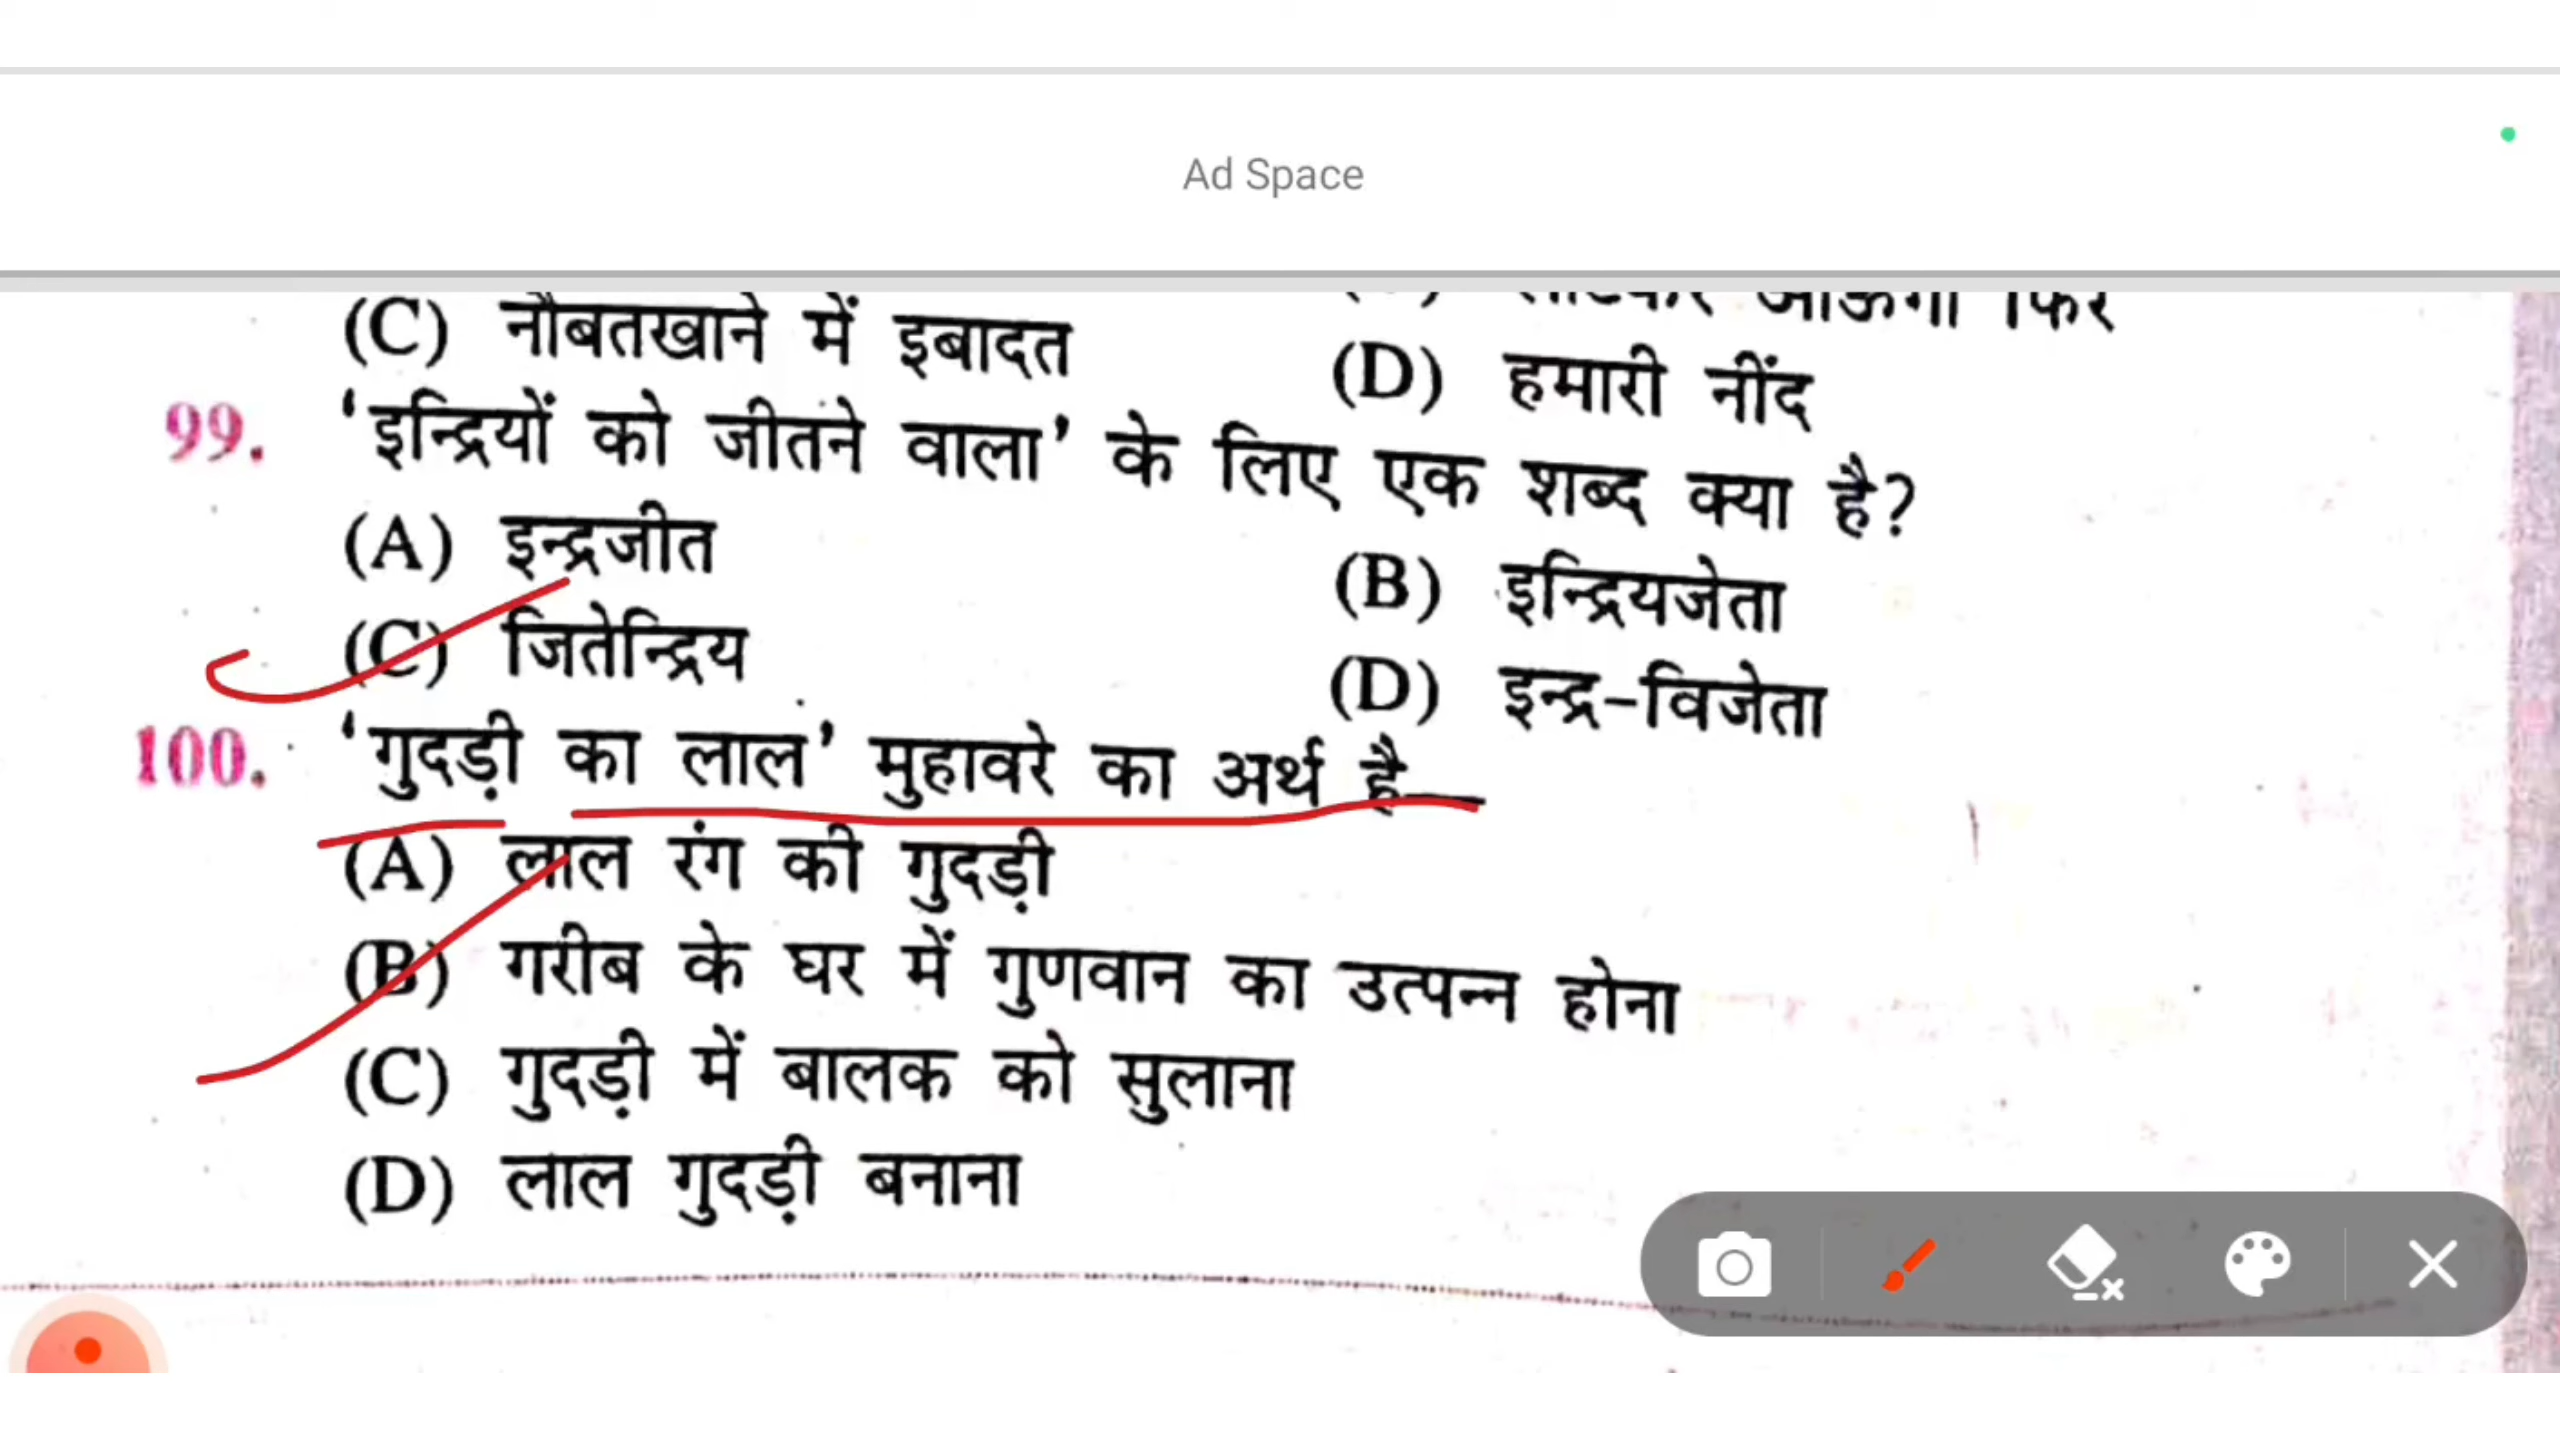 Ad Space
आऊंगा फिर
(C) नौबतखाने में इबादत
(D) हमारी नींद
99. ‘इन्द्रियों को जीतने वाला’ के लिए एक शब्द क्या है?
(A) इन्द्रजीत
(B) इन्द्रियजेता
(C) जितेन्द्रिय
(D) इन्द्र-विजेता
100. ‘गुदड़ी का लाल’ मुहावरे का अर्थ है—
(A) लाल रंग की गुदड़ी
(B) गरीब के घर में गुणवान का उत्पन्न होना
(C) गुदड़ी में बालक को सुलाना
(D) लाल गुदड़ी बनाना